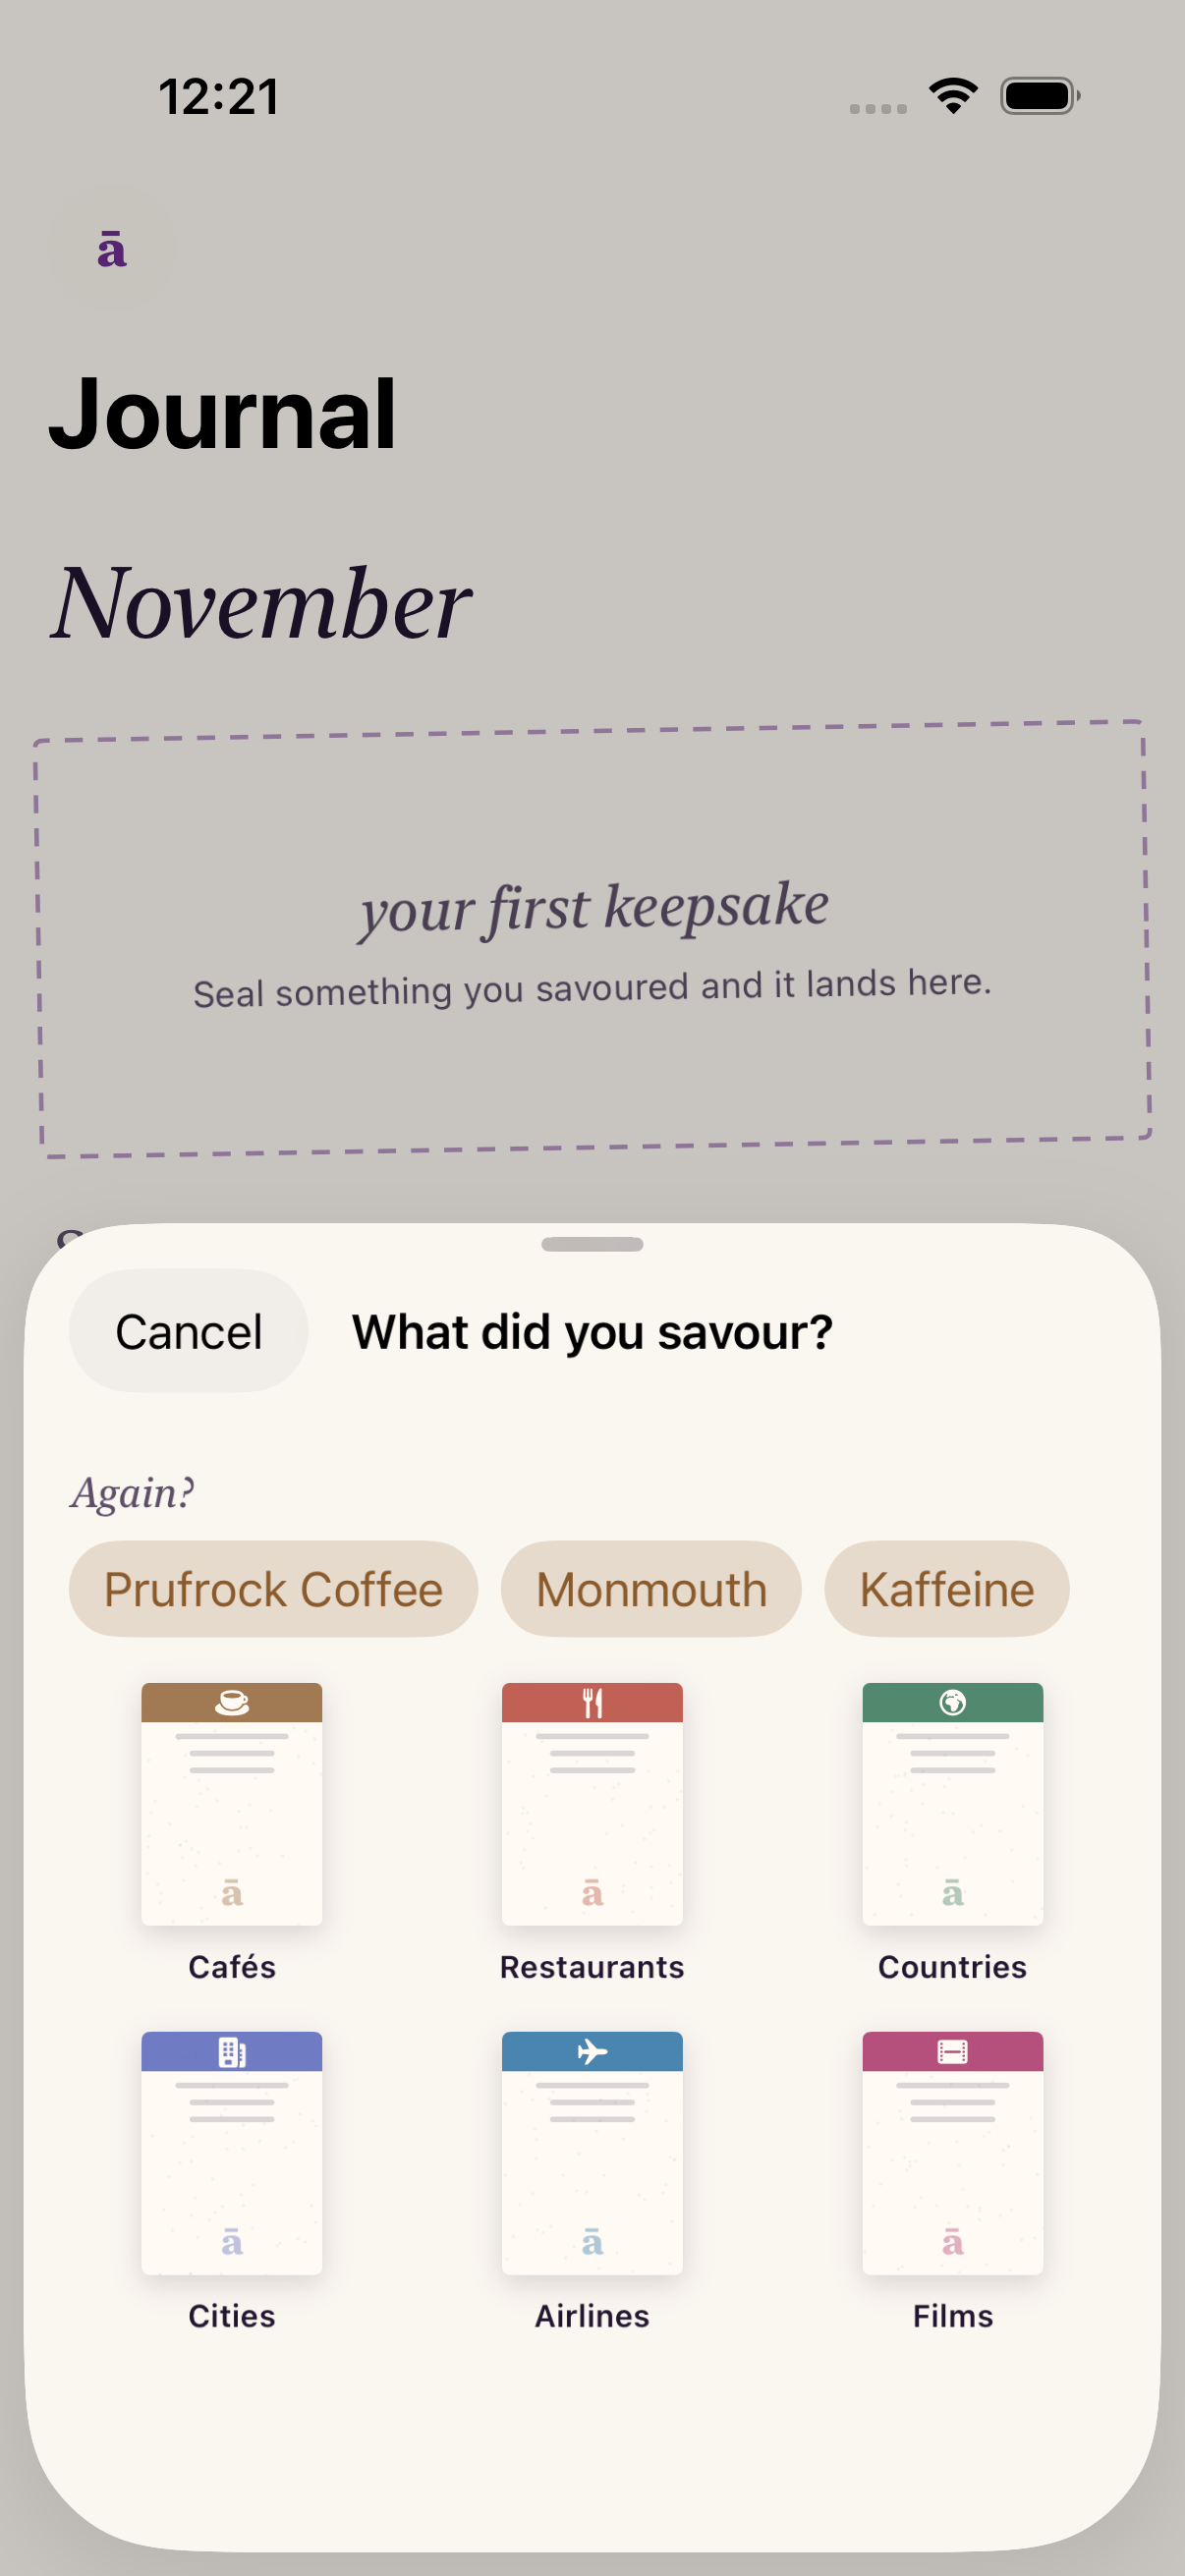 12:21
ā
Journal
November
your first keepsake
Seal something you savoured and it lands here.
Cancel
What did you savour?
Again?
Prufrock Coffee
Monmouth
Kaffeine
ā
ā
ā
Cafés
Restaurants
Countries
ā
ā
ā
Cities
Airlines
Films